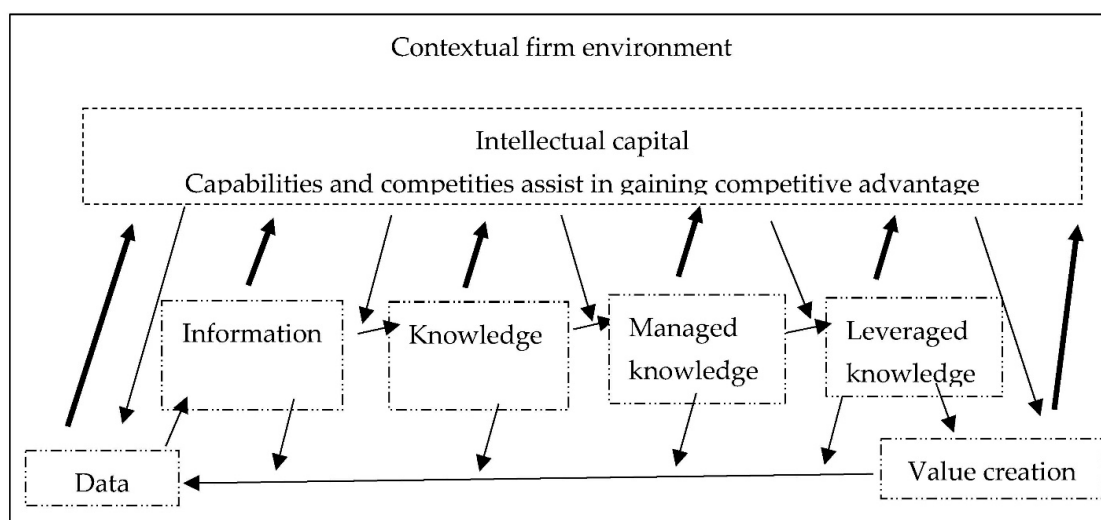 Contextual firm environment
Intellectual capital
Capabilities and competities assist in gaining competitive advantage
Information
Knowledge
Managed
knowledge
Leveraged
knowledge
Data
Value creation